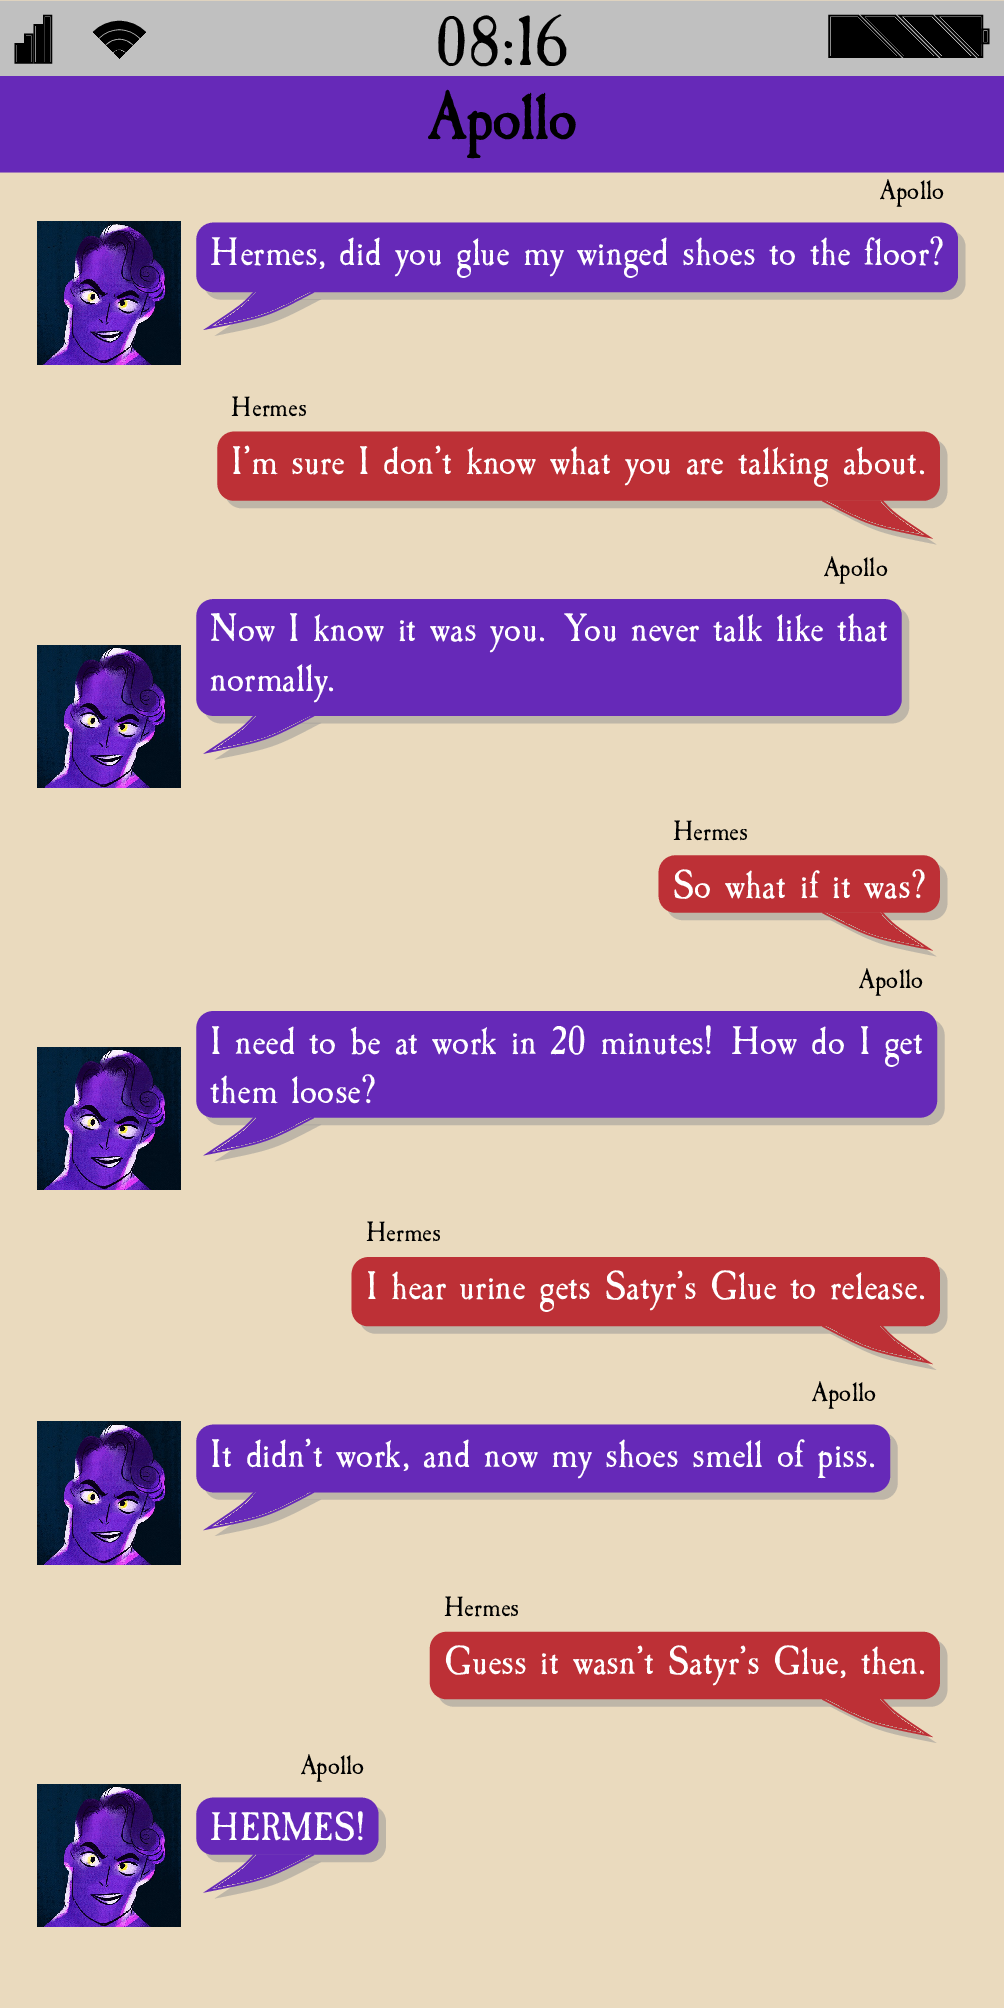 08:16
Apollo
Apollo
Hermes, did you glue my winged shoes to the floor?
Hermes
I'm sure I don't know what you are talking about.
Apollo
Now I know it was you. You never talk like that
normally.
Hermes
So what if it was?
Apollo
I need to be at work in 20 minutes! How do I get
them loose?
Hermes
I hear urine gets Satyr's Glue to release.
Apollo
It didn't work, and now my shoes smell of piss.
Hermes
Guess it wasn't Satyr's Glue, then.
Apollo
HERMES!